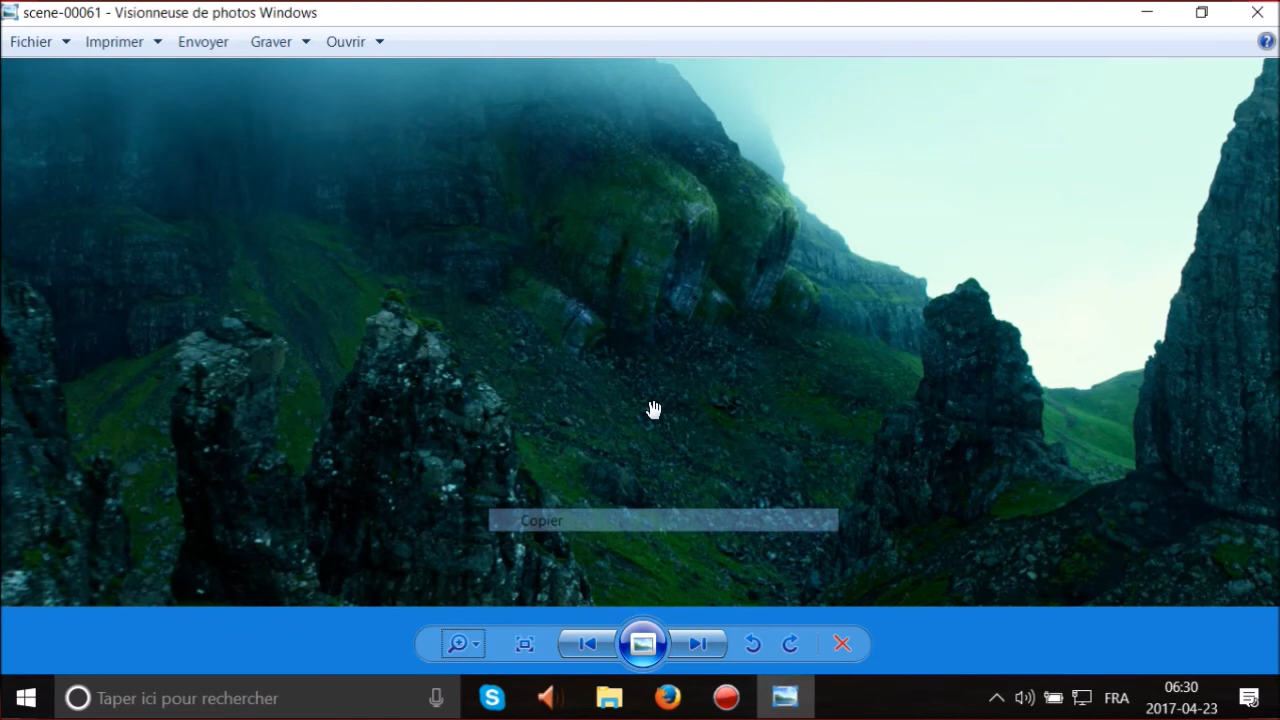 scene-00061 - Visionneuse de photos Windows
Fichier Imprimer Envoyer Graver Ouvrir
Copier
Taper ici pour rechercher
FRA
06:30
2017-04-23